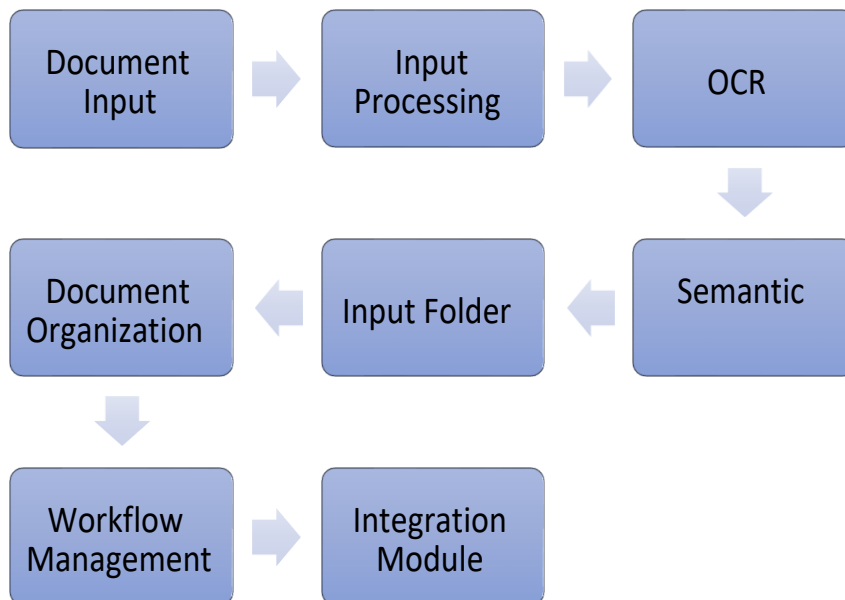 Document
Input
Input
Processing
OCR
Semantic
Input Folder
Document
Organization
Workflow
Management
Integration
Module